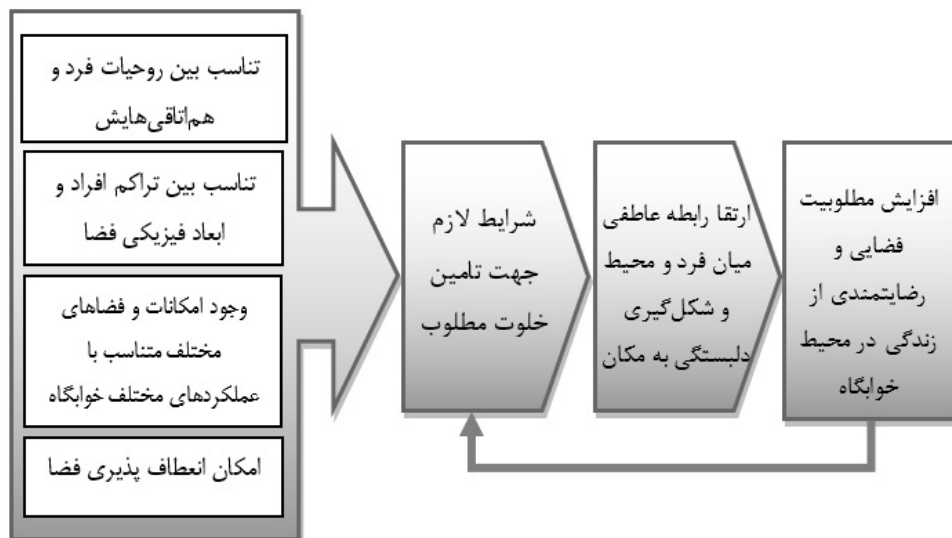 تناسب بین روحیات فرد و
هم‌اتاقی‌هایش
تناسب بین تراکم افراد و
ابعاد فیزیکی فضا
وجود امکانات و فضاهای
مختلف متناسب با
عملکردهای مختلف خوابگاه
امکان انعطاف پذیری فضا
شرایط لازم
جهت تامین
خلوت مطلوب
ارتقا رابطه عاطفی
میان فرد و محیط
و شکل‌گیری
دلبستگی به مکان
افزایش مطلوبیت
فضایی و
رضایتمندی از
زندگی در محیط
خوابگاه